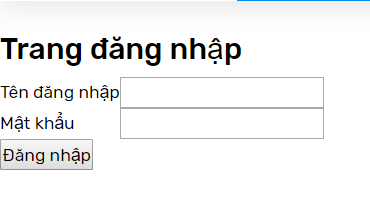 Trang đăng nhập
Tên đăng nhập
Mật khẩu
Đăng nhập